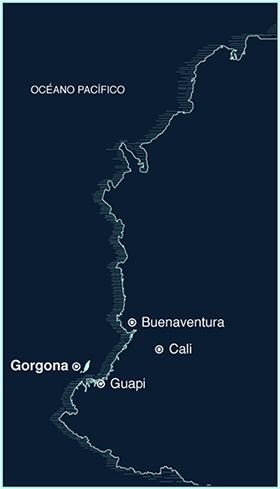 OCÉANO PACÍFICO
Buenaventura
Cali
Gorgona
Guapi